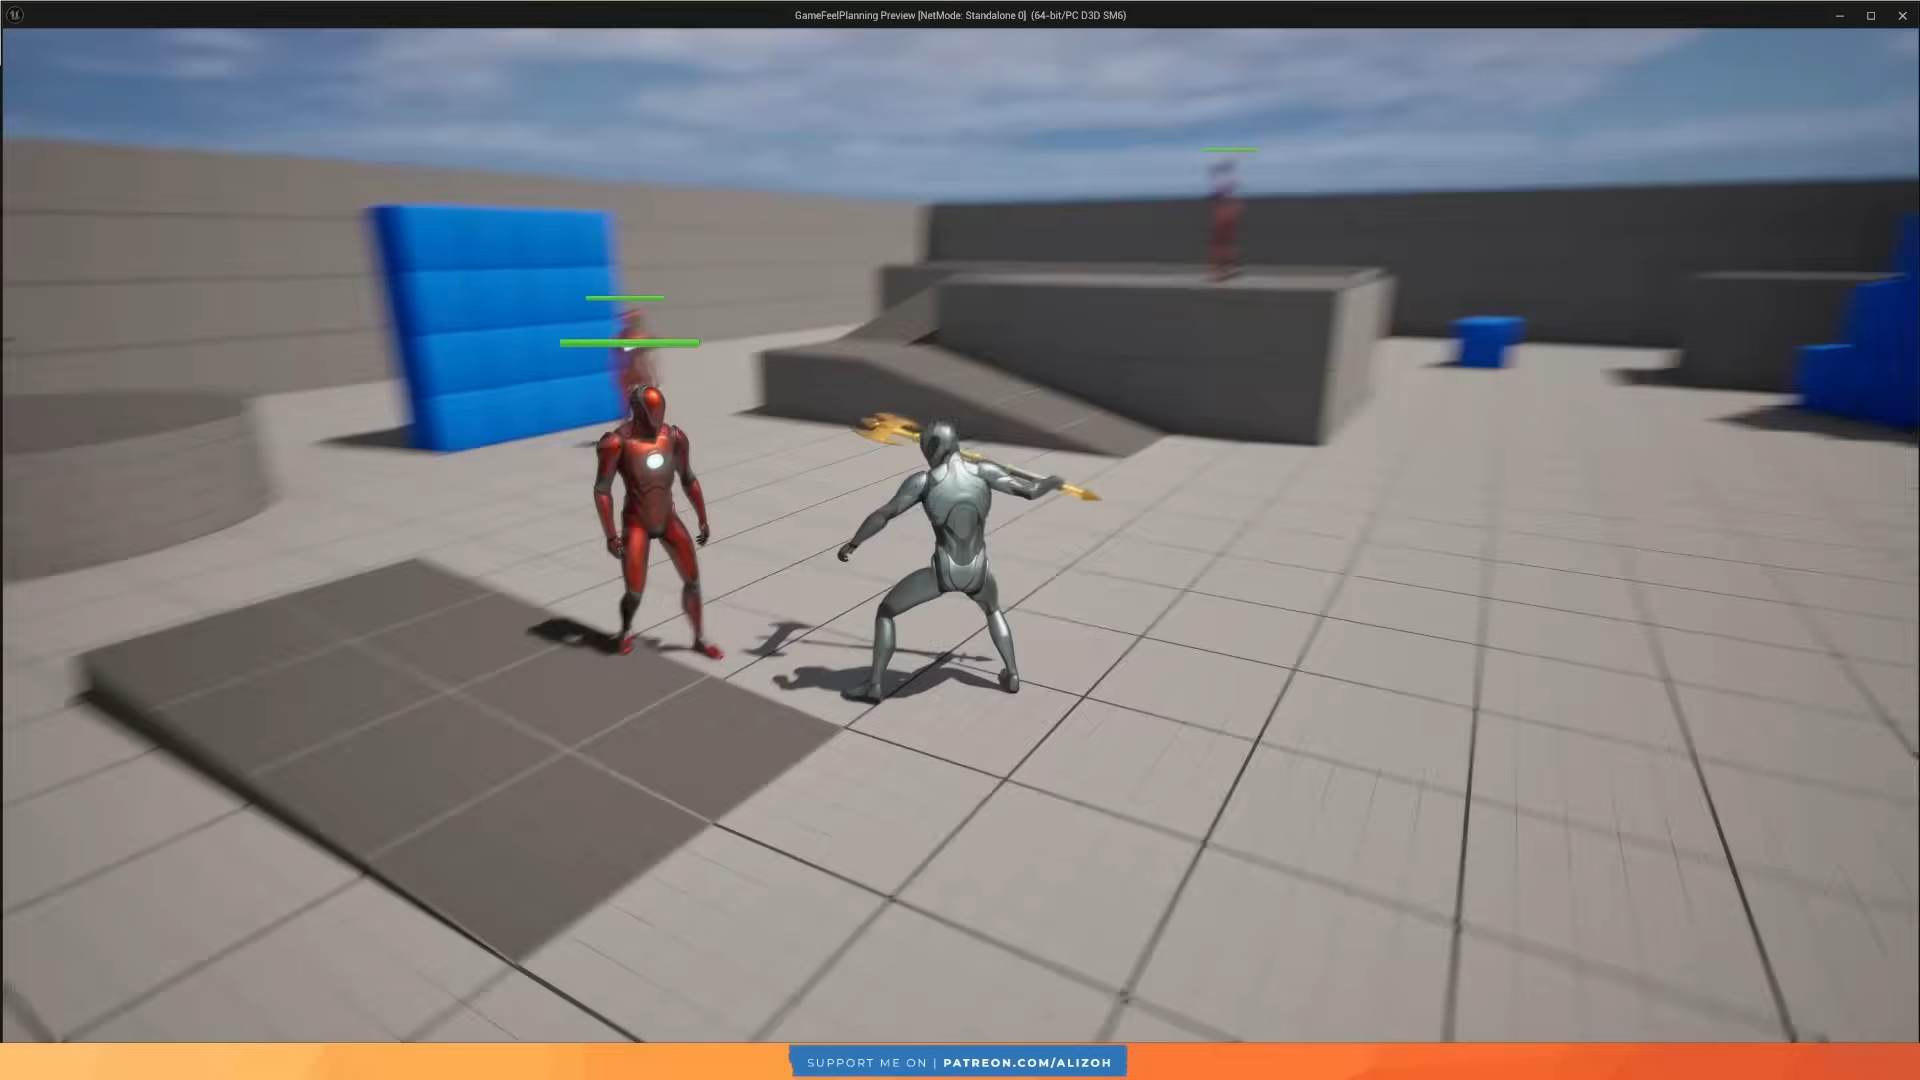 GameFeelPlanning Preview [NetMode: Standalone 0] (64-bit/PC D3D SM6)
SUPPORT ME ON | PATREON.COM/ALIZOH